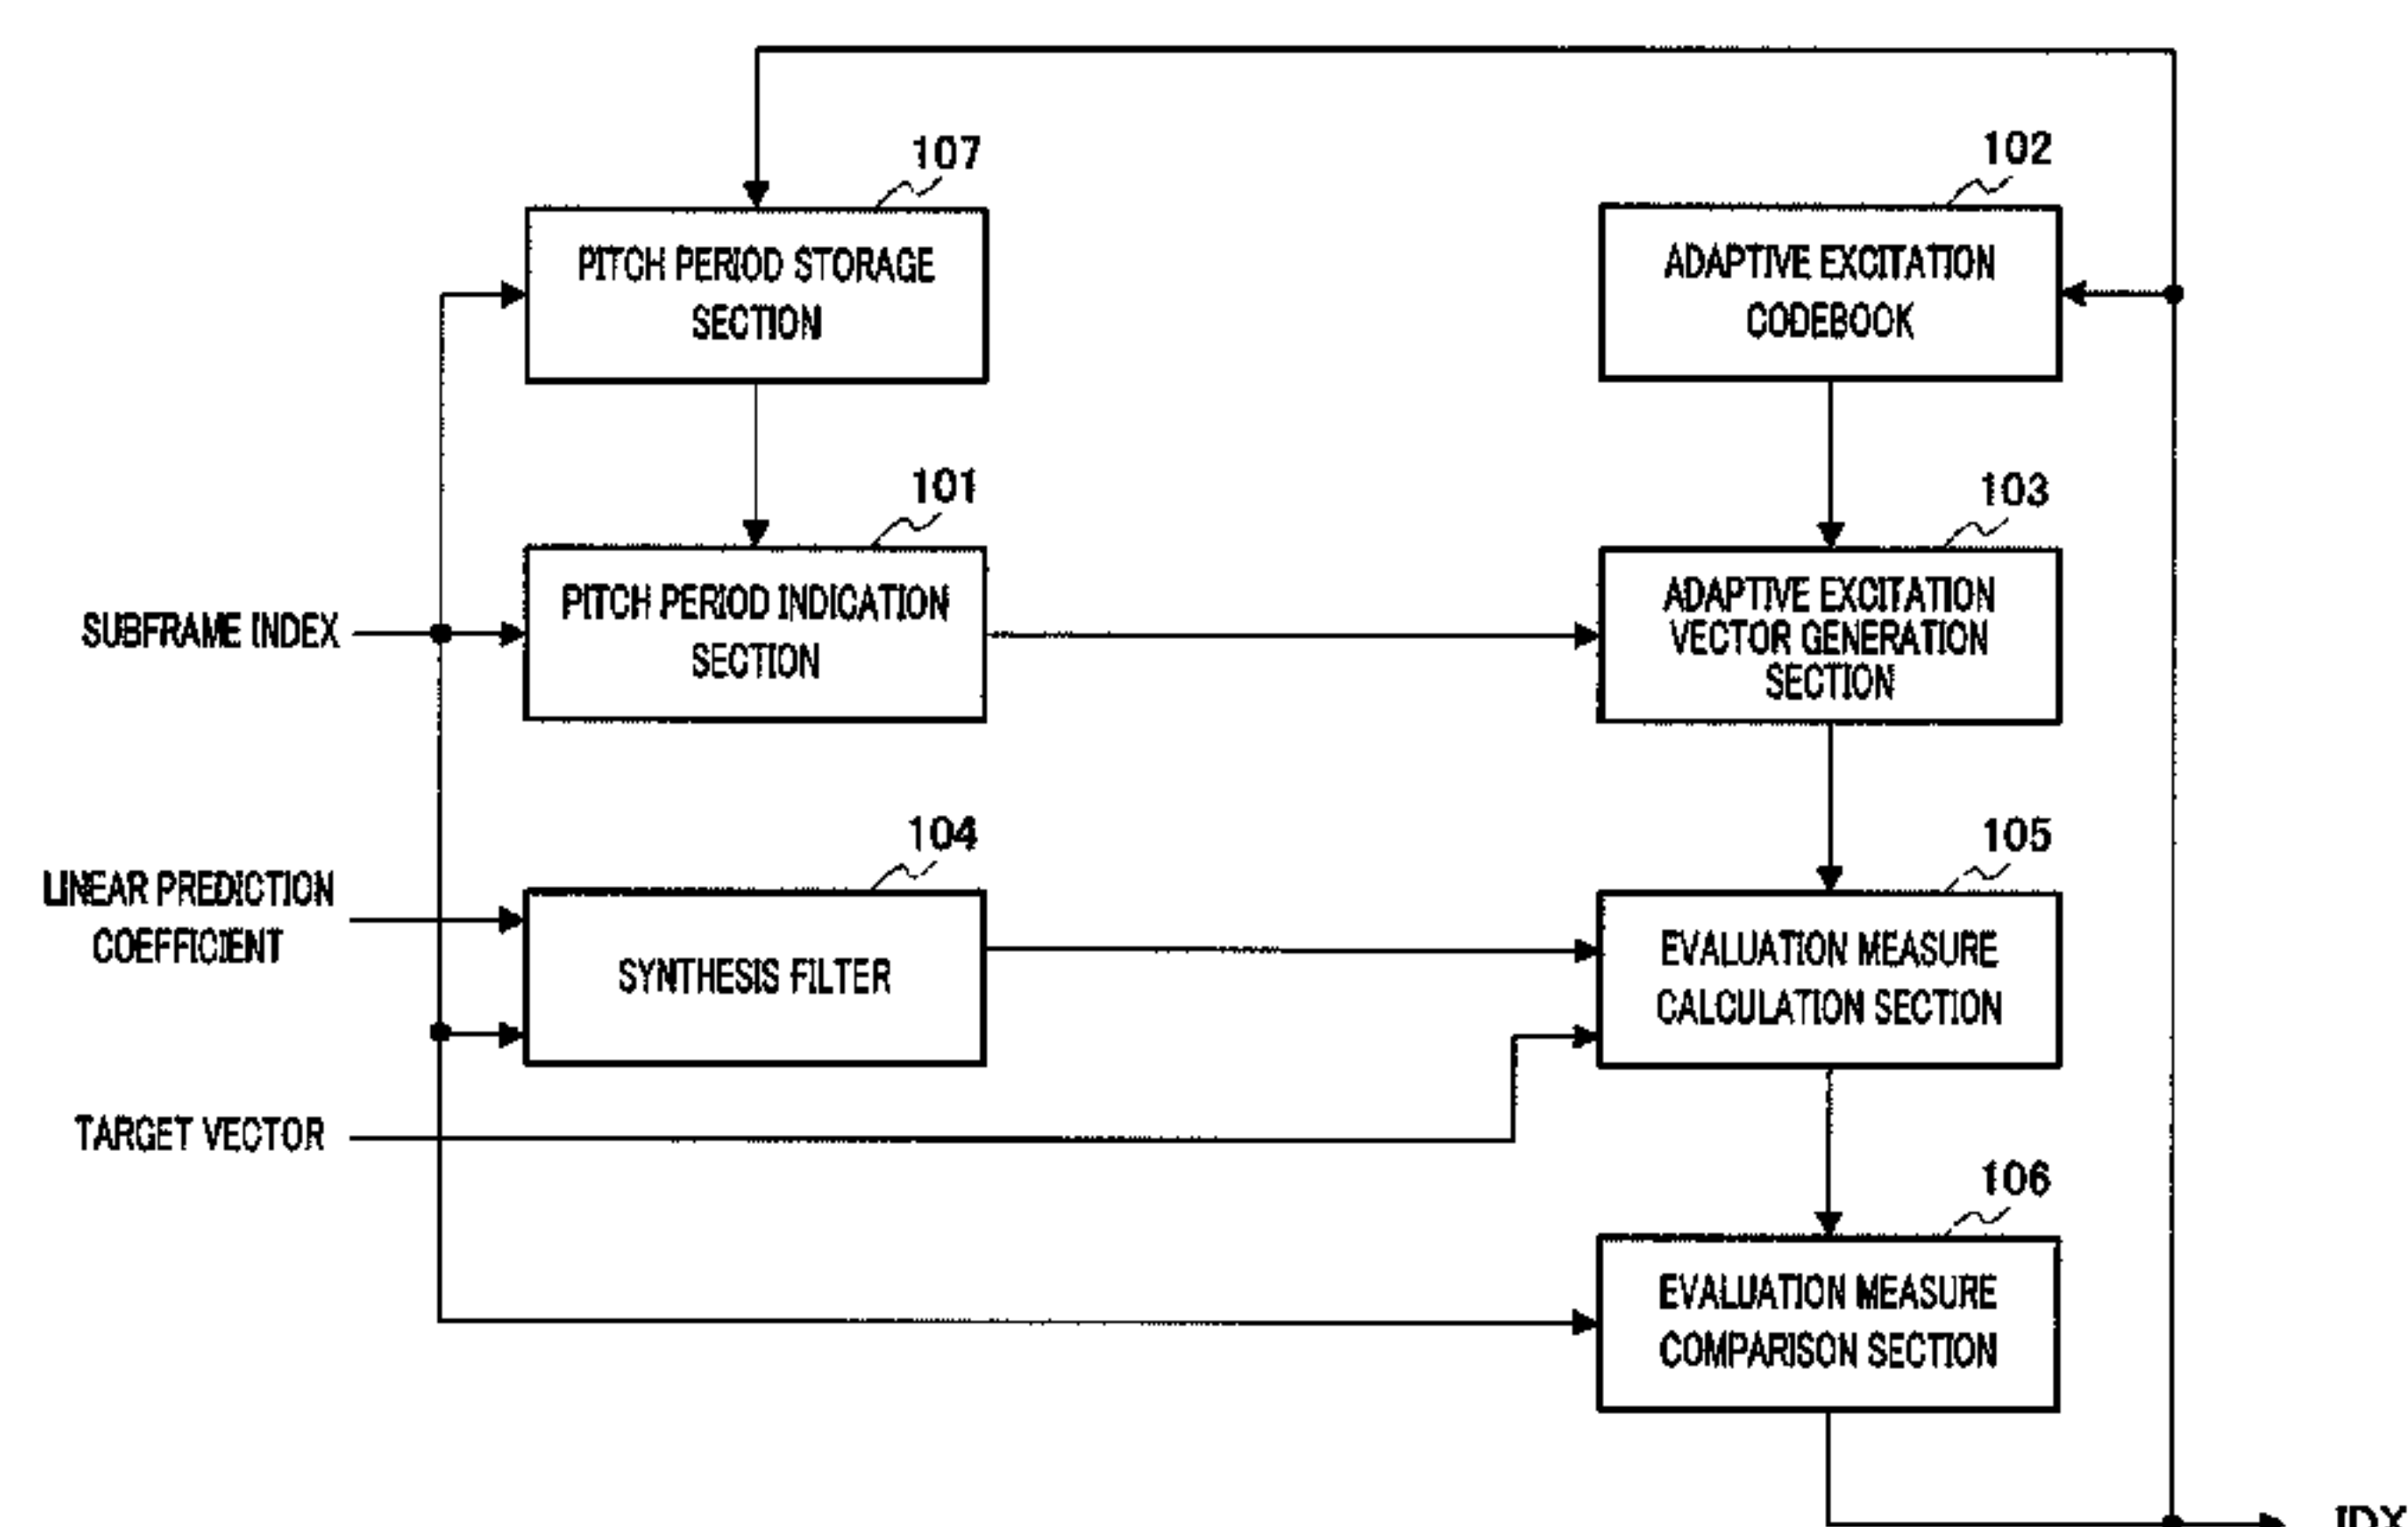 107
PITCH PERIOD STORAGE
SECTION
102
ADAPTIVE EXCITATION
CODEBOOK
101
PITCH PERIOD INDICATION
SECTION
103
ADAPTIVE EXCITATION
VECTOR GENERATION
SECTION
SUBFRAME INDEX
LINEAR PREDICTION
COEFFICIENT
104
SYNTHESIS FILTER
105
EVALUATION MEASURE
CALCULATION SECTION
TARGET VECTOR
106
EVALUATION MEASURE
COMPARISON SECTION
IDX